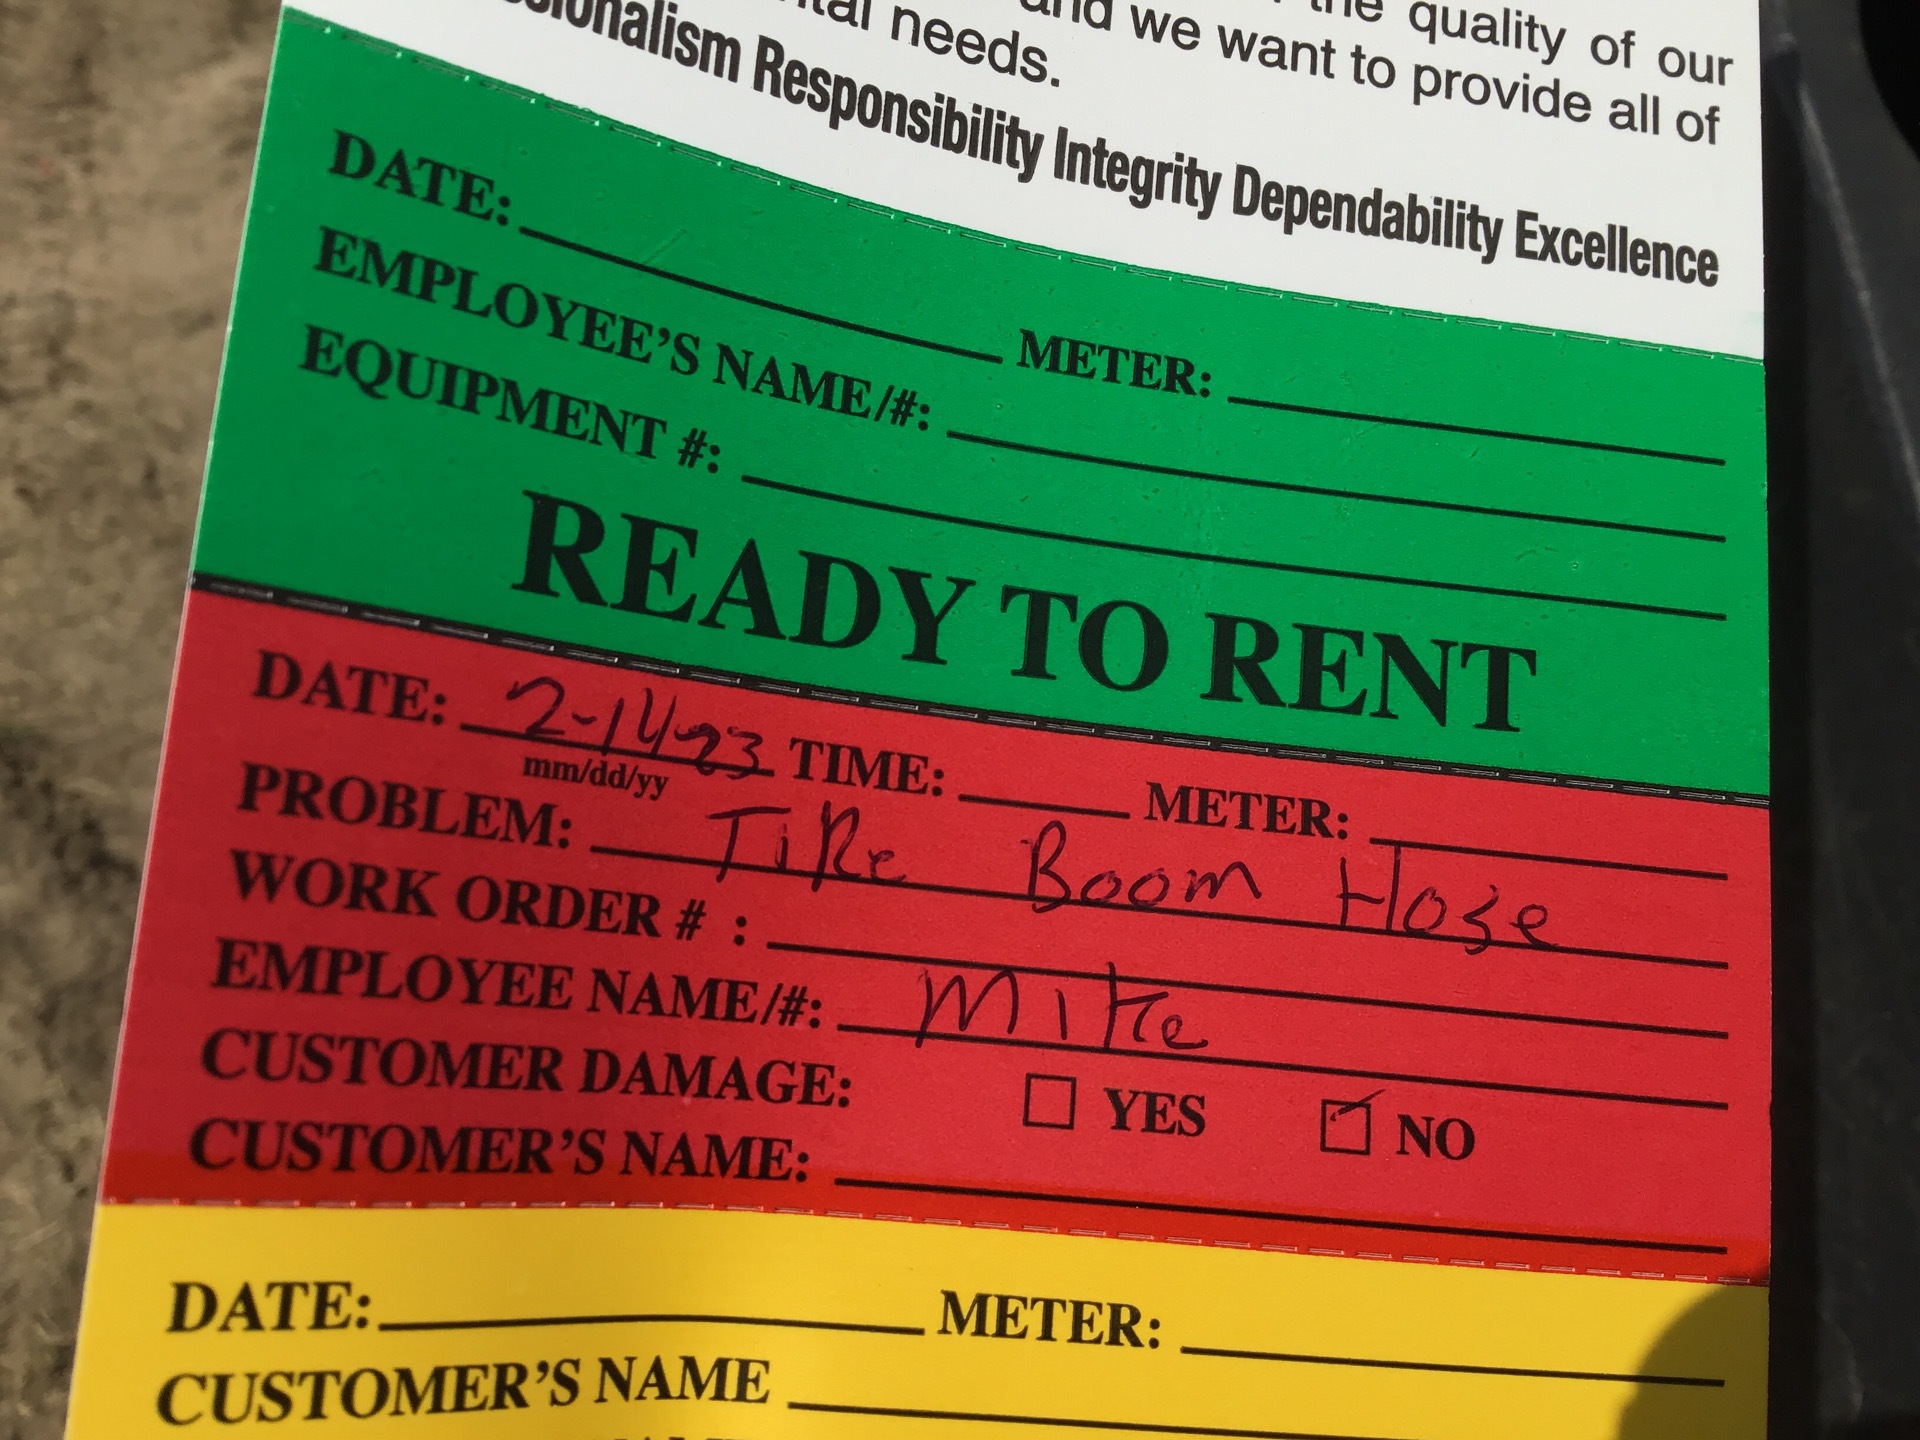 the quality of our
and we want to provide all of
needs.
Responsibility Integrity Dependability Excellence
DATE: METER:
EMPLOYEE'S NAME/#:
EQUIPMENT #:
READY TO RENT
DATE: 2-14-23 TIME: METER:
mm/dd/yy
PROBLEM: TiRe Boom Hose
WORK ORDER # :
EMPLOYEE NAME/#: Mike
CUSTOMER DAMAGE: YES NO
CUSTOMER'S NAME:
DATE: METER:
CUSTOMER'S NAME